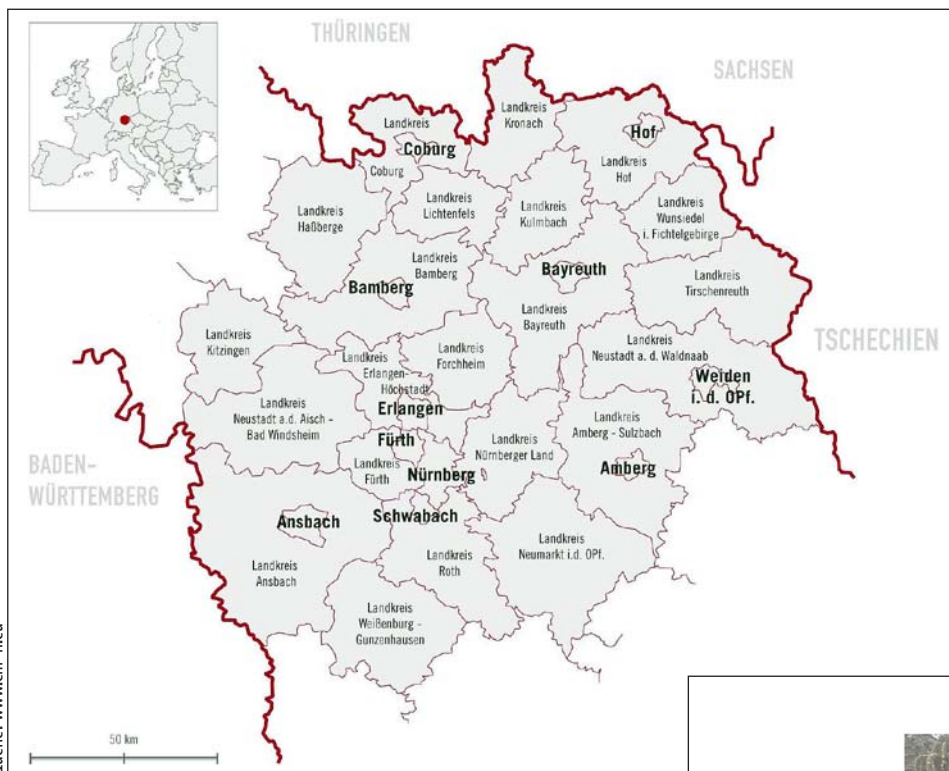 THÜRINGEN
SACHSEN
Landkreis
Kronach
Landkreis
Coburg
Coburg
Hof
Landkreis
Hof
Landkreis
Haßberge
Landkreis
Lichtenfels
Landkreis
Kulmbach
Landkreis
Wunsiedel
i. Fichtelgebirge
Landkreis
Bamberg
Bamberg
Bayreuth
Landkreis
Bayreuth
Landkreis
Tirschenreuth
Landkreis
Kitzingen
Landkreis
Erlangen-
Höchstadt
Landkreis
Forchheim
Landkreis
Neustadt a. d. Waldnaab
TSCHECHIEN
Weiden
i. d. OPf.
Landkreis
Neustadt a.d. Aisch -
Bad Windsheim
Erlangen
Fürth
Landkreis
Fürth
Nürnberg
Landkreis
Nürnberger Land
Landkreis
Amberg - Sulzbach
Amberg
BADEN-
WÜRTTEMBERG
Ansbach
Landkreis
Ansbach
Schwabach
Landkreis
Roth
Landkreis
Neumarkt i.d. OPf.
Landkreis
Weißenburg -
Gunzenhausen
50 km